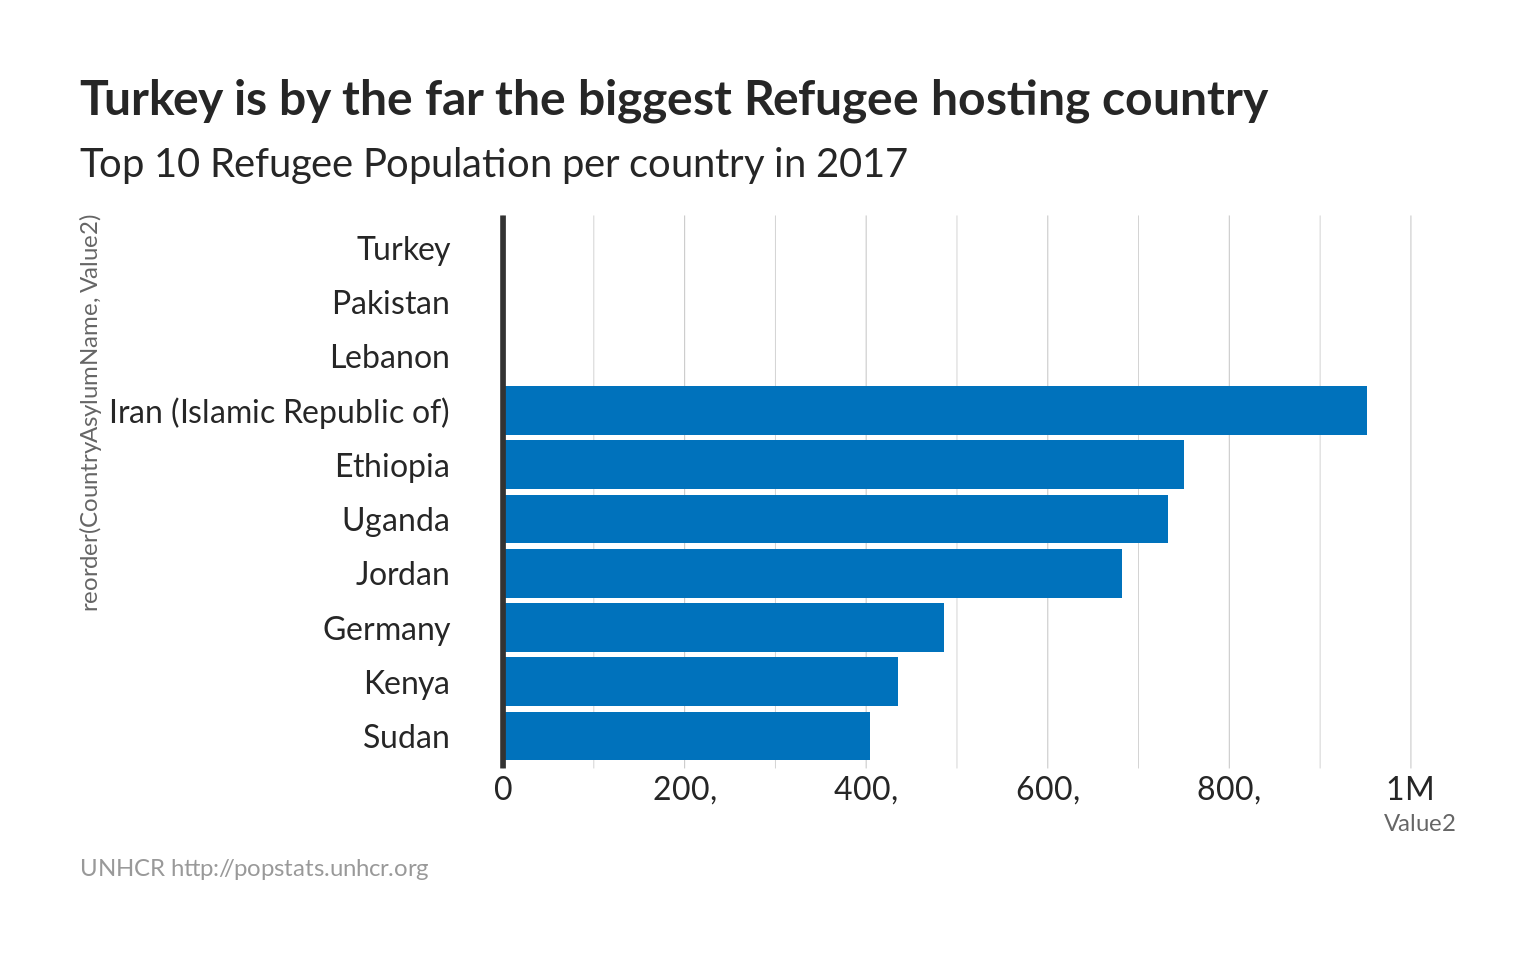 Turkey is by the far the biggest Refugee hosting country
Top 10 Refugee Population per country in 2017
reorder(CountryAsylumName, Value2)
Turkey
Pakistan
Lebanon
Iran (Islamic Republic of)
Ethiopia
Uganda
Jordan
Germany
Kenya
Sudan
0 200, 400, 600, 800, 1M
Value2
UNHCR http://popstats.unhcr.org